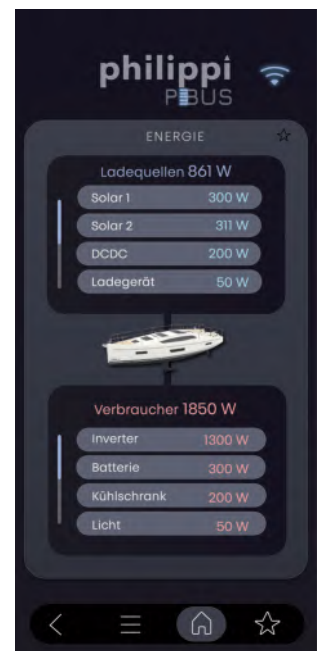 philippi
PBUS
ENERGIE
Ladequellen 861 W
Solar 1 300 W
Solar 2 311 W
DCDC 200 W
Ladegerät 50 W
Verbraucher 1850 W
Inverter 1300 W
Batterie 300 W
Kühlschrank 200 W
Licht 50 W